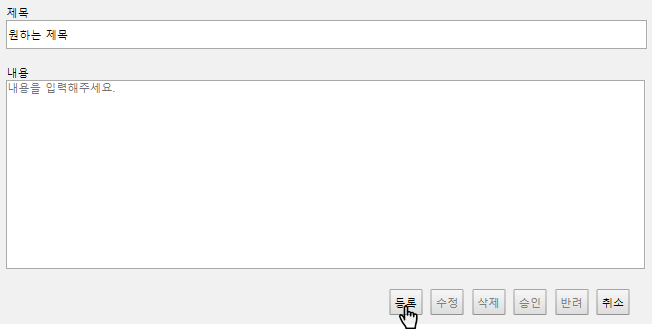 제목
원하는 제목
내용
내용을 입력해주세요.
등록 수정 삭제 승인 반려 취소